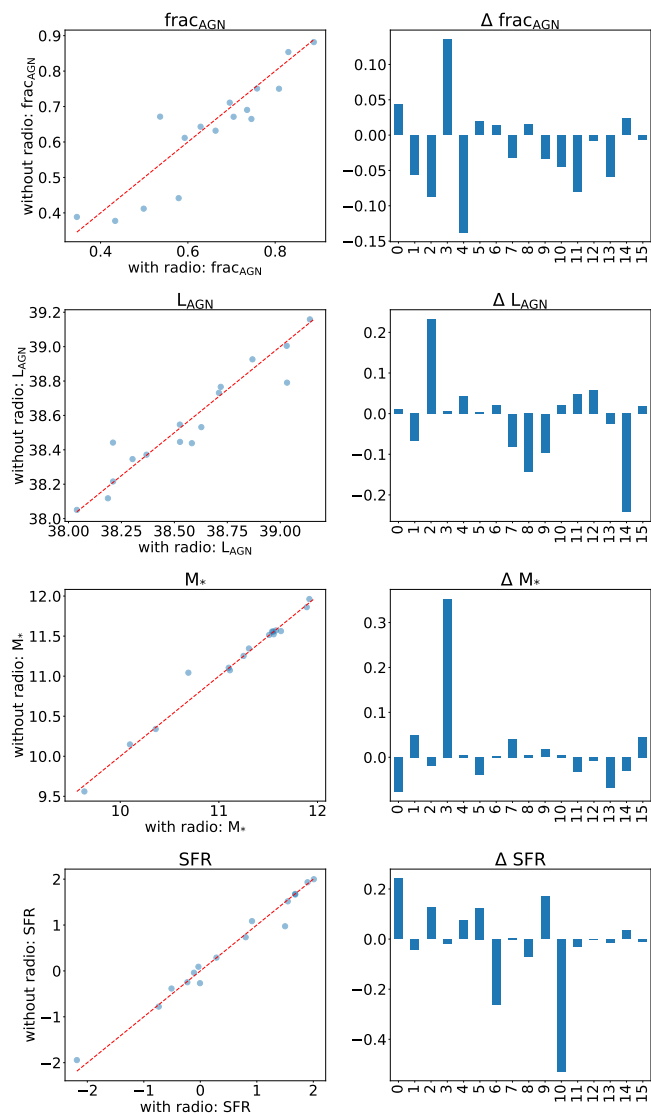 frac_AGN
0.9
0.8
0.7
0.6
0.5
0.4
without radio: frac_AGN
0.4 0.6 0.8
with radio: frac_AGN
Δ frac_AGN
0.10
0.05
0.00
−0.05
−0.10
−0.15
0 1 2 3 4 5 6 7 8 9 10 11 12 13 14 15
L_AGN
39.2
39.0
38.8
38.6
38.4
38.2
38.0
without radio: L_AGN
38.00 38.25 38.50 38.75 39.00
with radio: L_AGN
Δ L_AGN
0.2
0.1
0.0
−0.1
−0.2
0 1 2 3 4 5 6 7 8 9 10 11 12 13 14 15
M*
12.0
11.5
11.0
10.5
10.0
9.5
without radio: M*
10 11 12
with radio: M*
Δ M*
0.3
0.2
0.1
0.0
0 1 2 3 4 5 6 7 8 9 10 11 12 13 14 15
SFR
2
1
0
−1
−2
without radio: SFR
−2 −1 0 1 2
with radio: SFR
Δ SFR
0.2
0.0
−0.2
−0.4
0 1 2 3 4 5 6 7 8 9 10 11 12 13 14 15